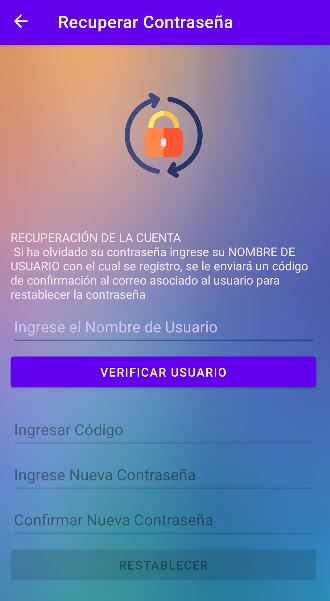 Recuperar Contraseña
RECUPERACIÓN DE LA CUENTA
Si ha olvidado su contraseña ingrese su NOMBRE DE
USUARIO con el cual se registro, se le enviará un código
de confirmación al correo asociado al usuario para
restablecer la contraseña
Ingrese el Nombre de Usuario
VERIFICAR USUARIO
Ingresar Código
Ingrese Nueva Contraseña
Confirmar Nueva Contraseña
RESTABLECER